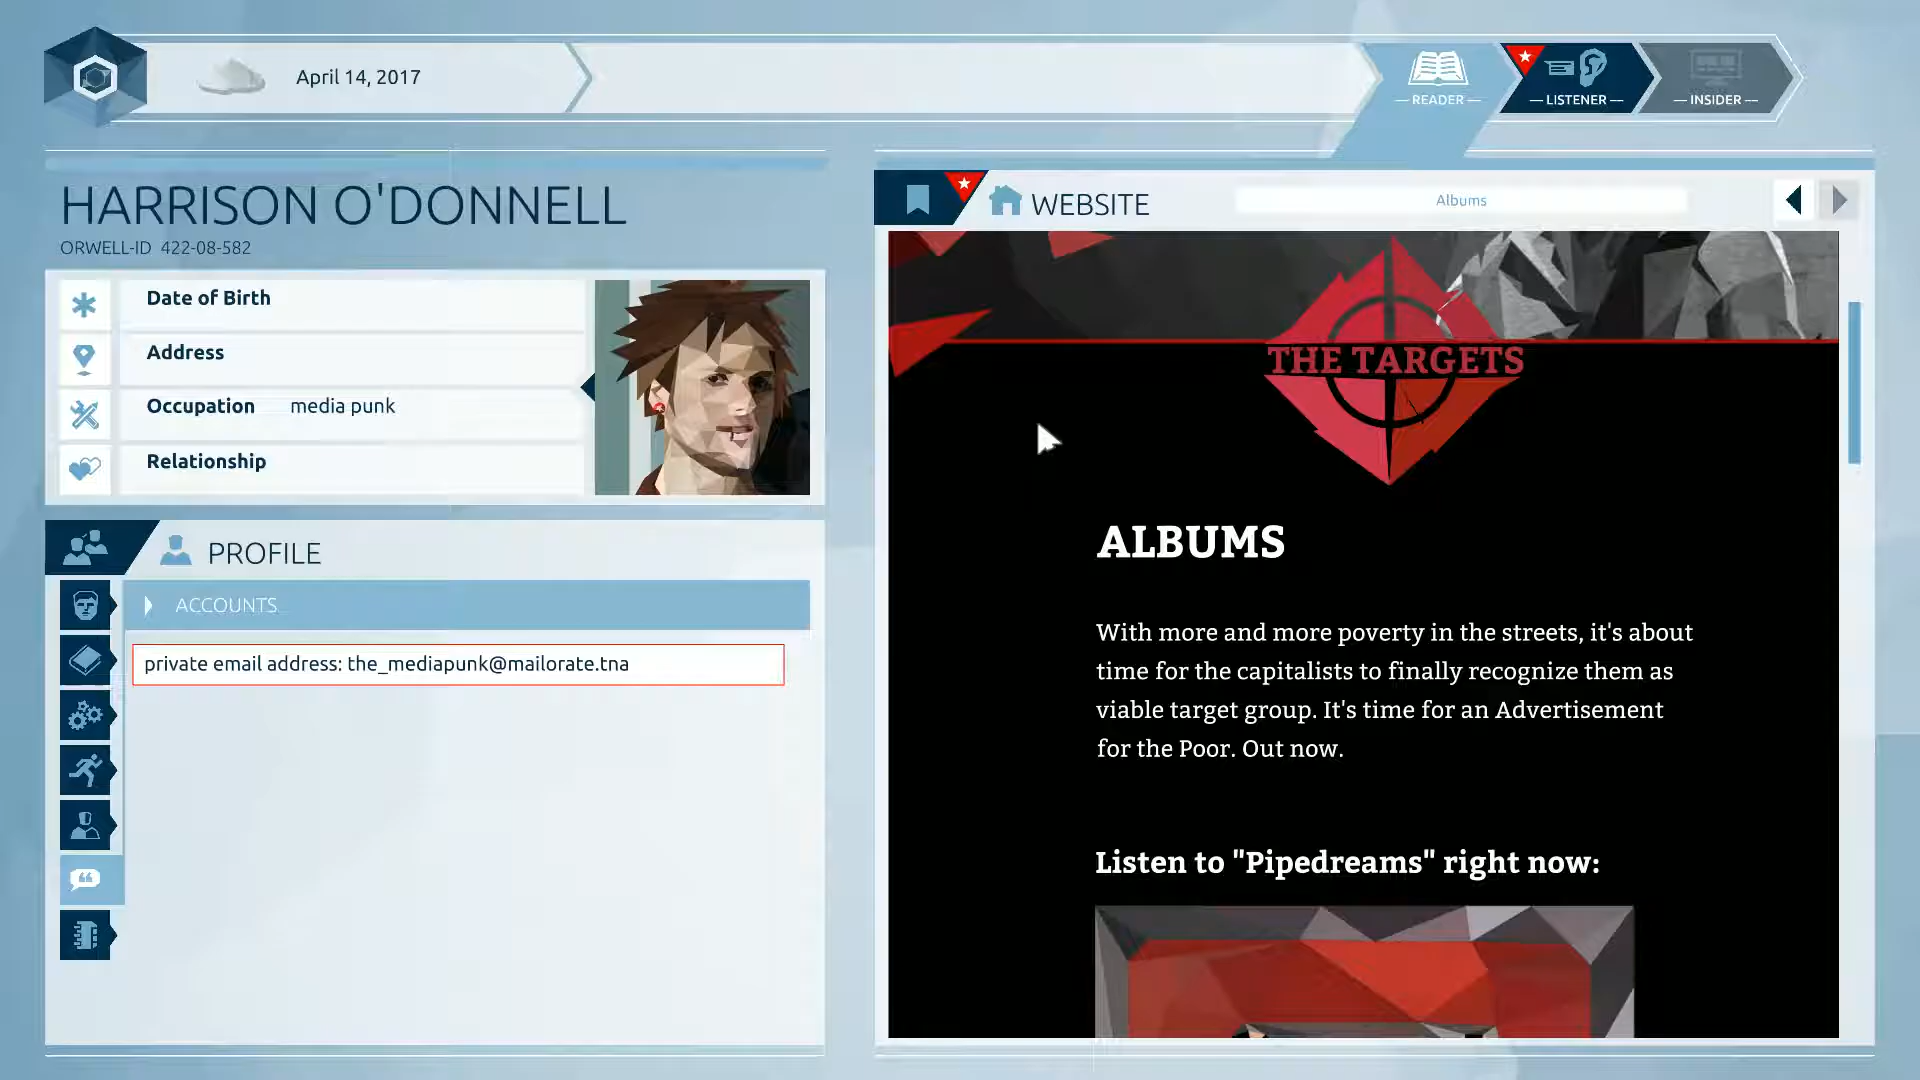 April 14, 2017
READER
LISTENER
INSIDER
HARRISON O'DONNELL
ORWELL-ID 422-08-582
Date of Birth
Address
Occupation media punk
Relationship
PROFILE
ACCOUNTS
private email address: the_mediapunk@mailorate.tna
WEBSITE
Albums
THE TARGETS
ALBUMS
With more and more poverty in the streets, it's about
time for the capitalists to finally recognize them as
viable target group. It's time for an Advertisement
for the Poor. Out now.
Listen to "Pipedreams" right now: